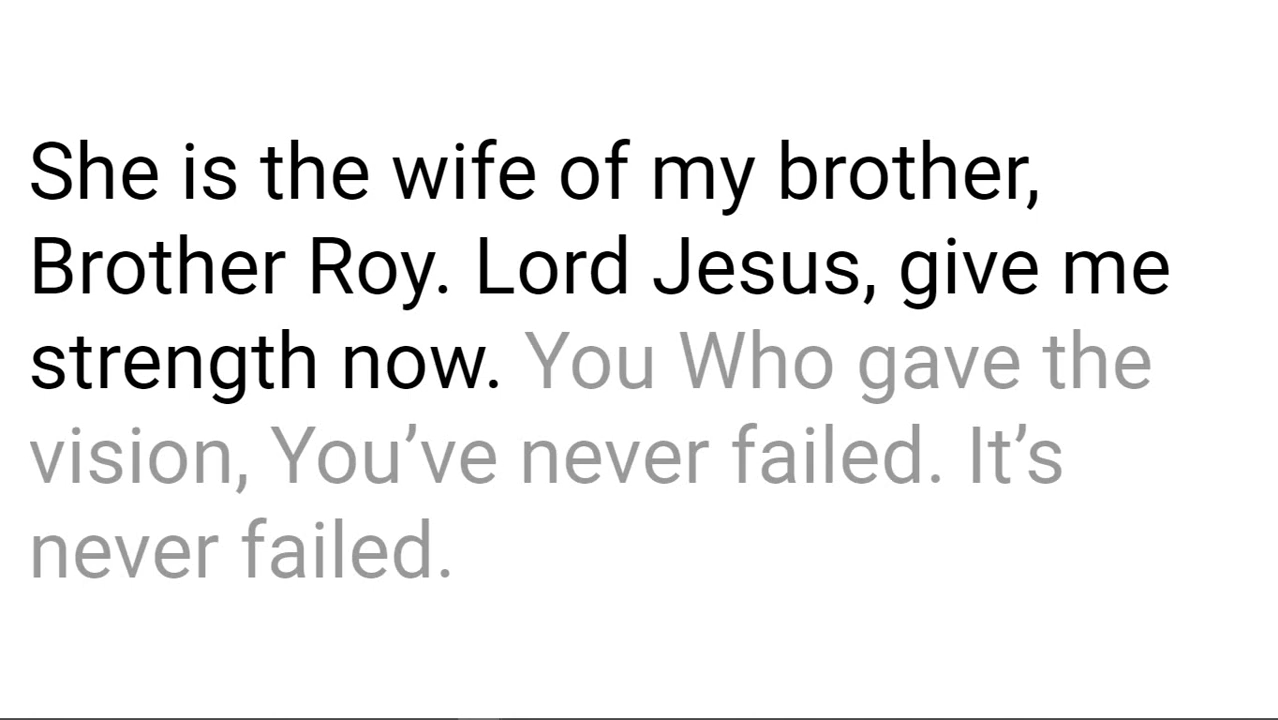 She is the wife of my brother,
Brother Roy. Lord Jesus, give me
strength now. You Who gave the
vision, You’ve never failed. It’s
never failed.